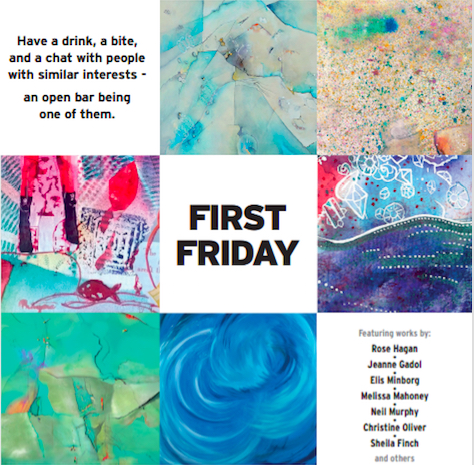 Have a drink, a bite,
and a chat with people
with similar interests -
an open bar being
one of them.
FIRST
FRIDAY
Featuring works by:
Rose Hagan
•
Jeanne Gadol
•
Elis Minborg
•
Melissa Mahoney
•
Neil Murphy
•
Christine Oliver
•
Sheila Finch
and others